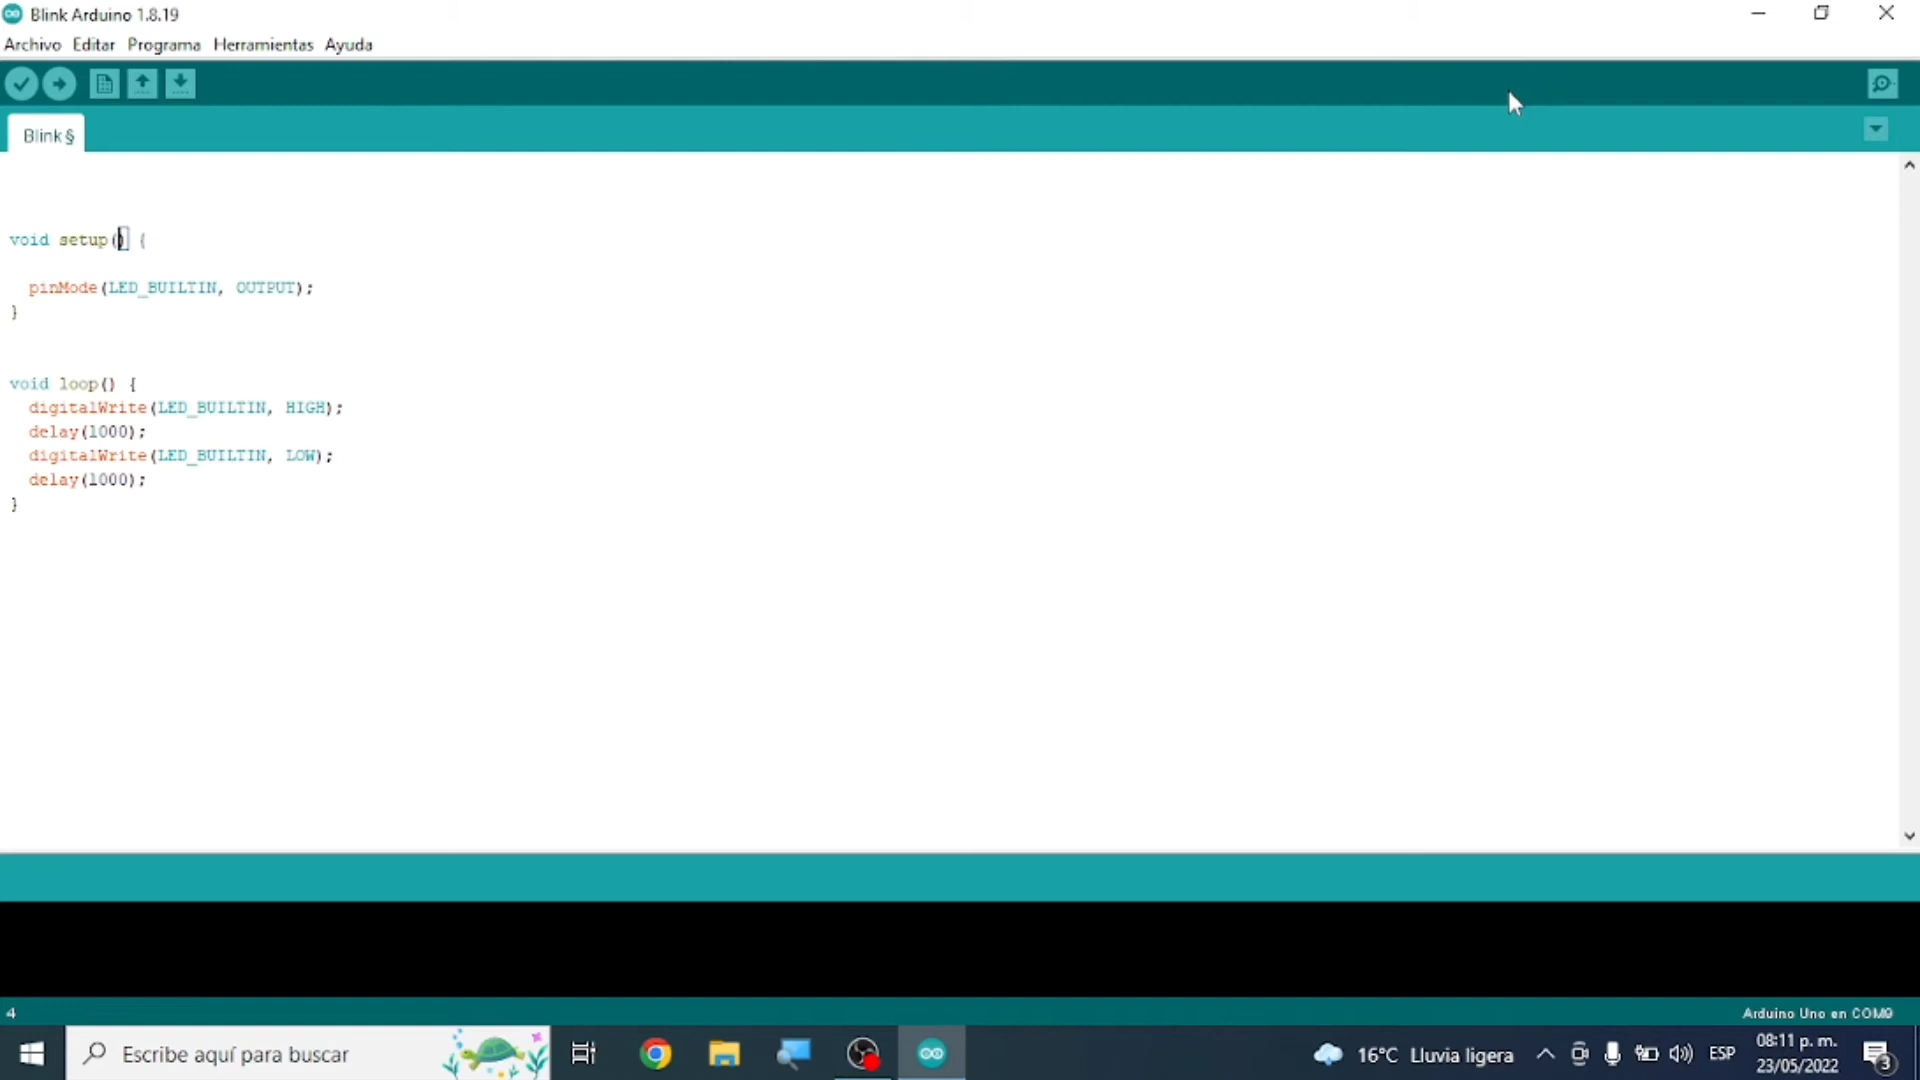 Blink Arduino 1.8.19
Archivo Editar Programa Herramientas Ayuda
Blink §
void setup() {
pinMode(LED_BUILTIN, OUTPUT);
}
void loop() {
digitalWrite(LED_BUILTIN, HIGH);
delay(1000);
digitalWrite(LED_BUILTIN, LOW);
delay(1000);
}
4
Arduino Uno en COM9
Escribe aquí para buscar
16°C Lluvia ligera
ESP
08:11 p. m.
23/05/2022
3